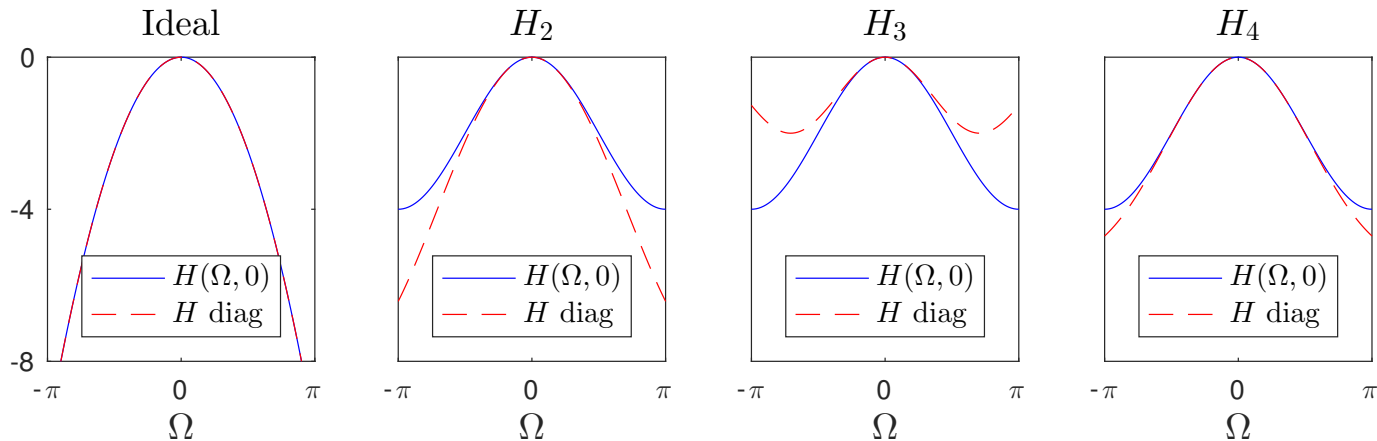 Ideal
H₂
H₃
H₄
0
-4
-8
H(Ω, 0)
H diag
H(Ω, 0)
H diag
H(Ω, 0)
H diag
H(Ω, 0)
H diag
-π 0 π
-π 0 π
-π 0 π
-π 0 π
Ω
Ω
Ω
Ω